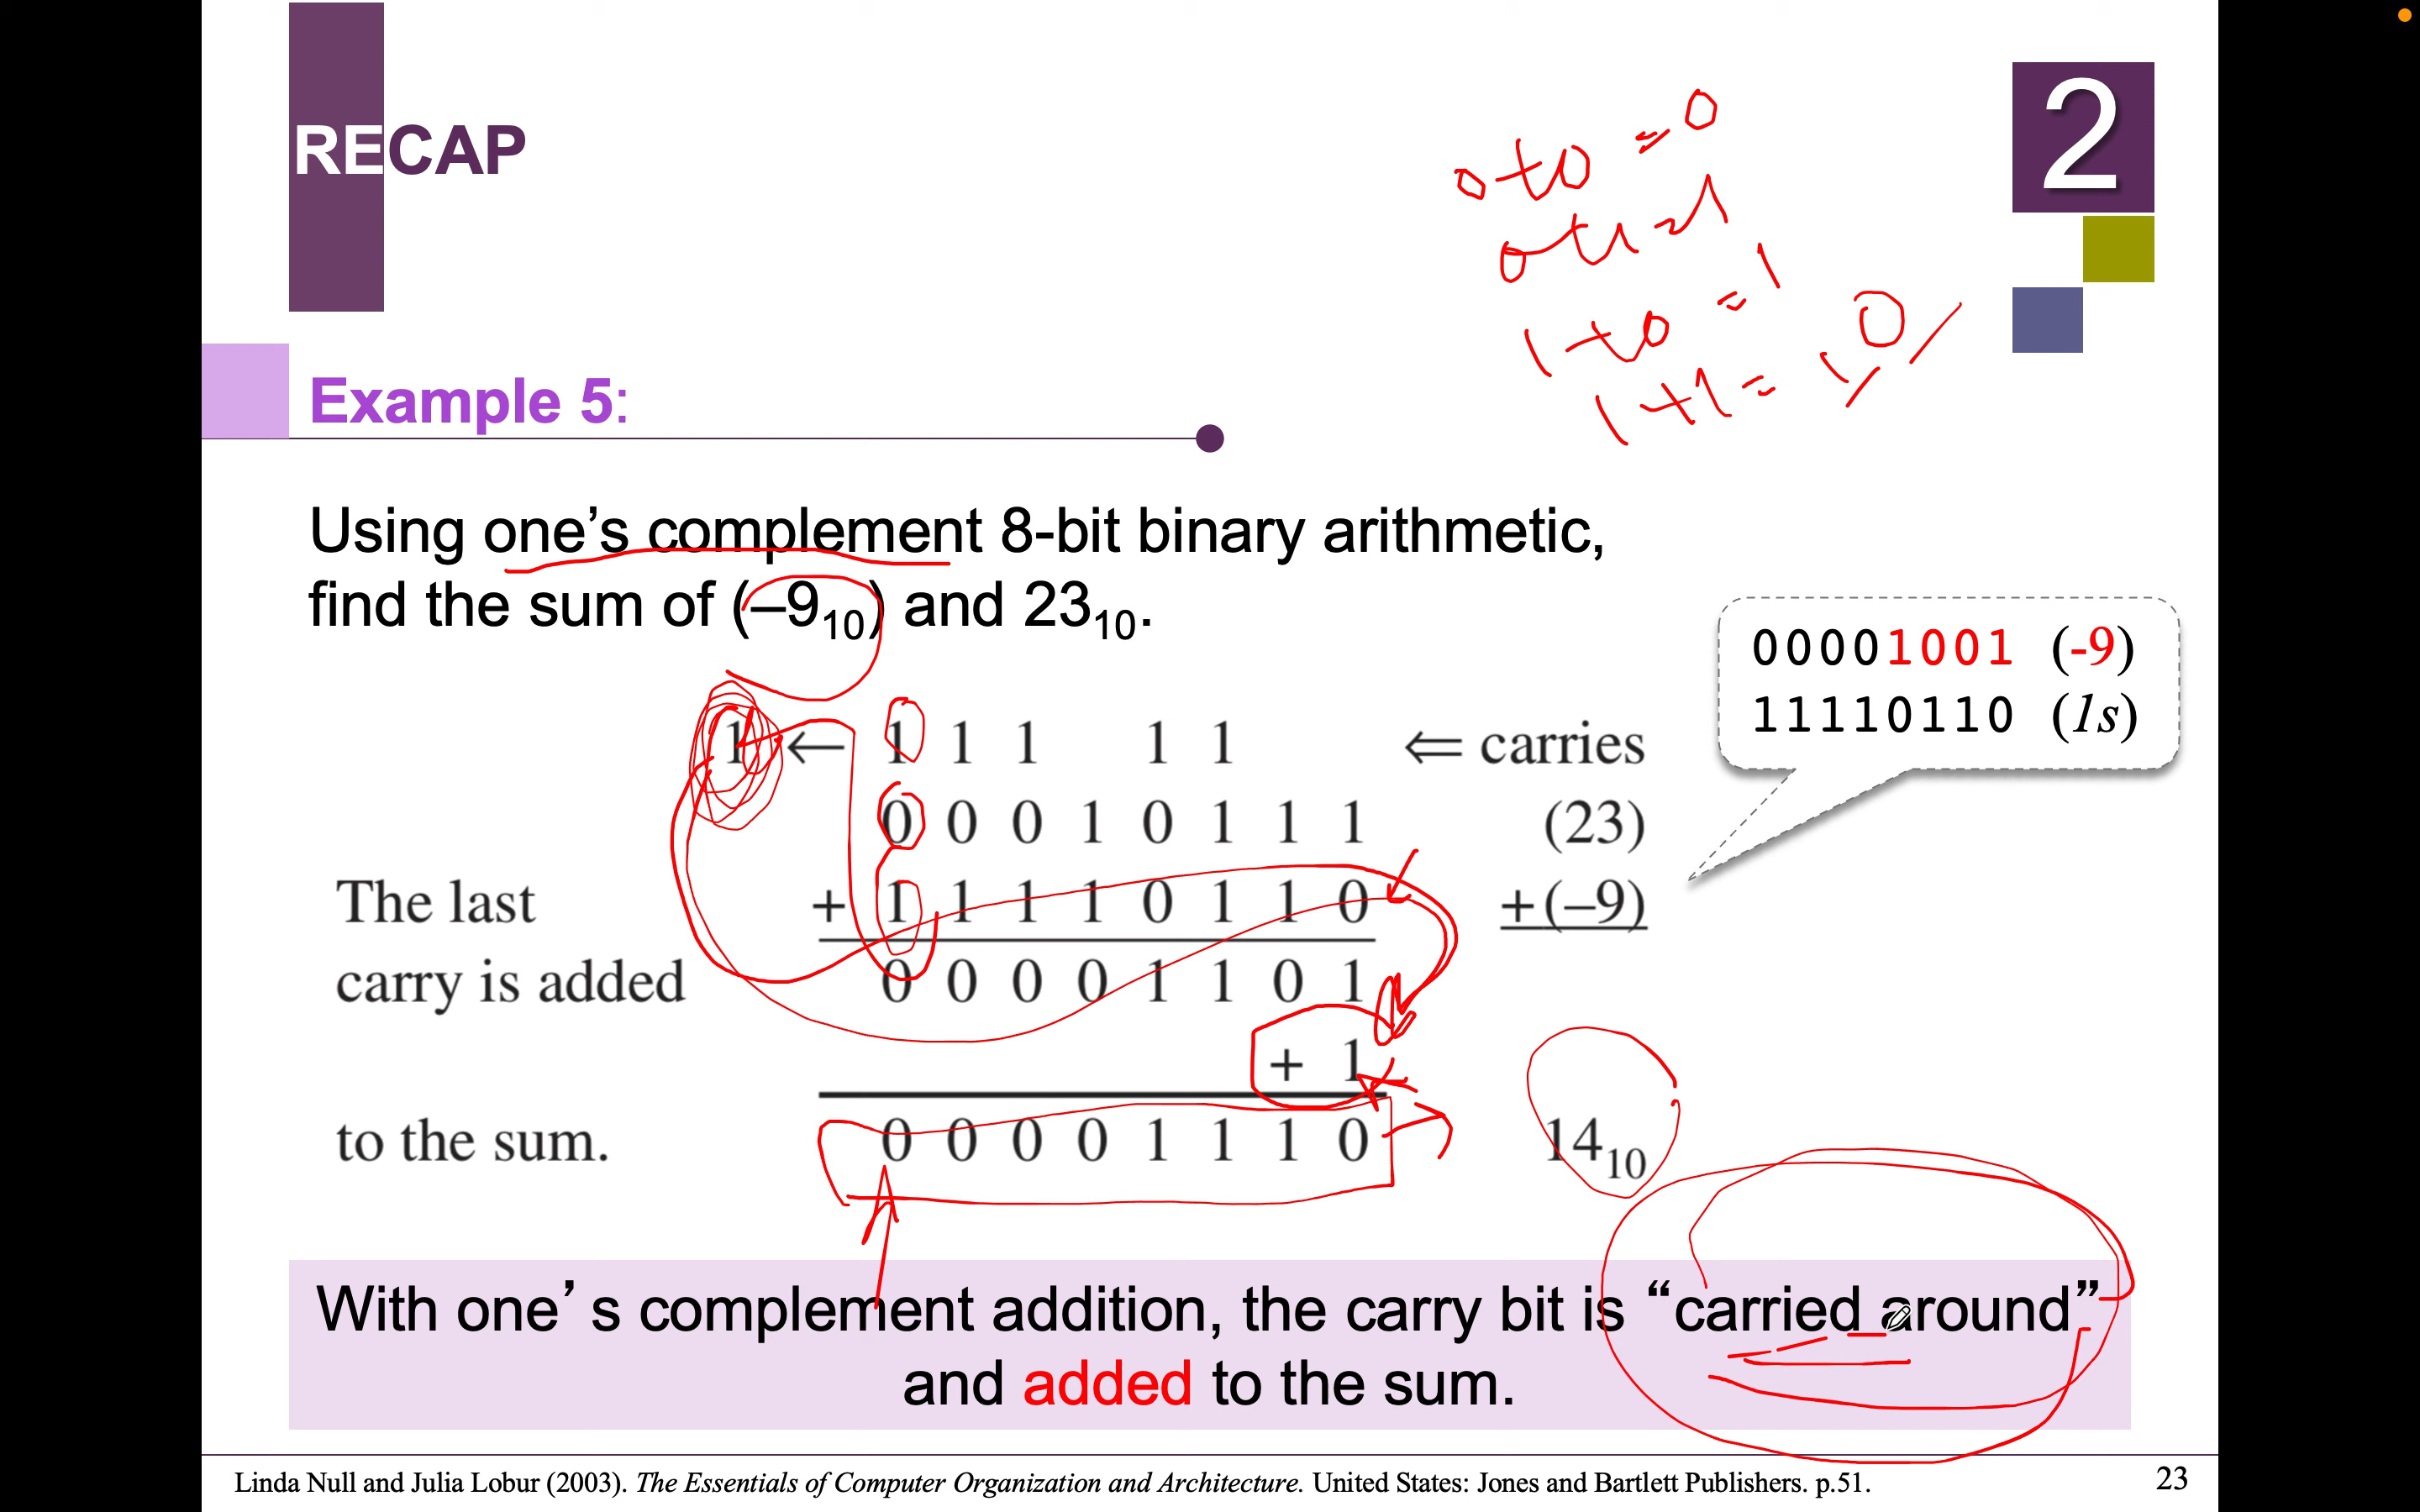 RECAP
2
0+0=0
0+1=1
1+0=1
1+1=10
Example 5:
Using one’s complement 8-bit binary arithmetic,
find the sum of (–9₁₀) and 23₁₀.
00001001 (-9)
11110110 (1s)
1 ← 1 1 1 1 1 ⇐ carries
0 0 0 1 0 1 1 1 (23)
The last + 1 1 1 1 0 1 1 0 +(–9)
carry is added 0 0 0 0 1 1 0 1
+ 1
to the sum. 0 0 0 0 1 1 1 0 14₁₀
With one’s complement addition, the carry bit is “carried around”
and added to the sum.
Linda Null and Julia Lobur (2003). The Essentials of Computer Organization and Architecture. United States: Jones and Bartlett Publishers. p.51.
23